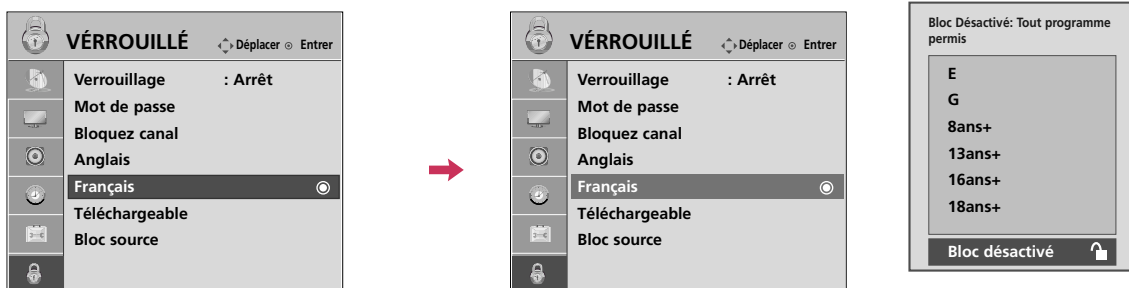 VÉRROUILLÉ Déplacer Entrer
Verrouillage : Arrêt
Mot de passe
Bloquez canal
Anglais
Français
Téléchargeable
Bloc source
VÉRROUILLÉ Déplacer Entrer
Verrouillage : Arrêt
Mot de passe
Bloquez canal
Anglais
Français
Téléchargeable
Bloc source
Bloc Désactivé: Tout programme
permis
E
G
8ans+
13ans+
16ans+
18ans+
Bloc désactivé